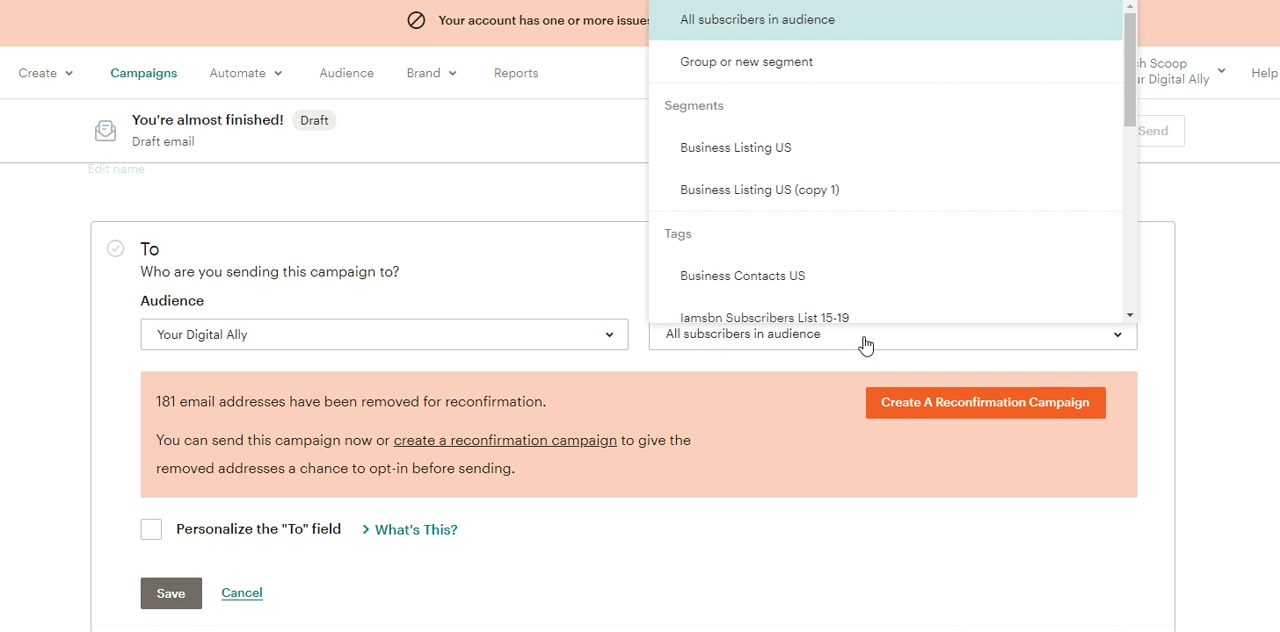 Your account has one or more issues
Create
Campaigns
Automate
Audience
Brand
Reports
Scoop
Digital Ally
Help
You're almost finished!
Draft
Draft email
Send
Edit name
All subscribers in audience
Group or new segment
Segments
Business Listing US
Business Listing US (copy 1)
Tags
Business Contacts US
Iamsbn Subscribers List 15-19
To
Who are you sending this campaign to?
Audience
Your Digital Ally
All subscribers in audience
181 email addresses have been removed for reconfirmation.
Create A Reconfirmation Campaign
You can send this campaign now or create a reconfirmation campaign to give the
removed addresses a chance to opt-in before sending.
Personalize the "To" field
What's This?
Save
Cancel